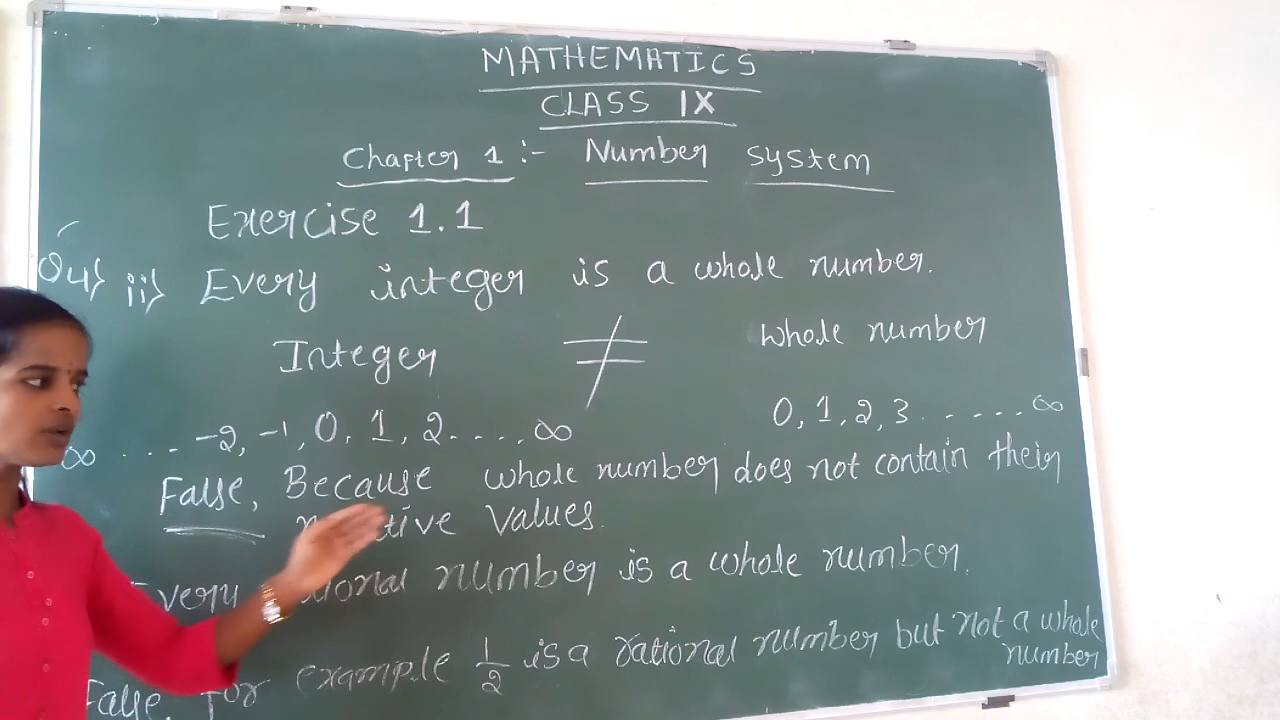 MATHEMATICS
CLASS IX
Chapter 1 :- Number system
Exercise 1.1
ii) Every integer is a whole number.
Integer ≠ whole number
∞ ... -2, -1, 0, 1, 2 .... ∞ 0, 1, 2, 3 ...... ∞
False, Because whole number does not contain their
values.
number is a whole number.
False. For example 1/2 is a rational number but not a whole
number